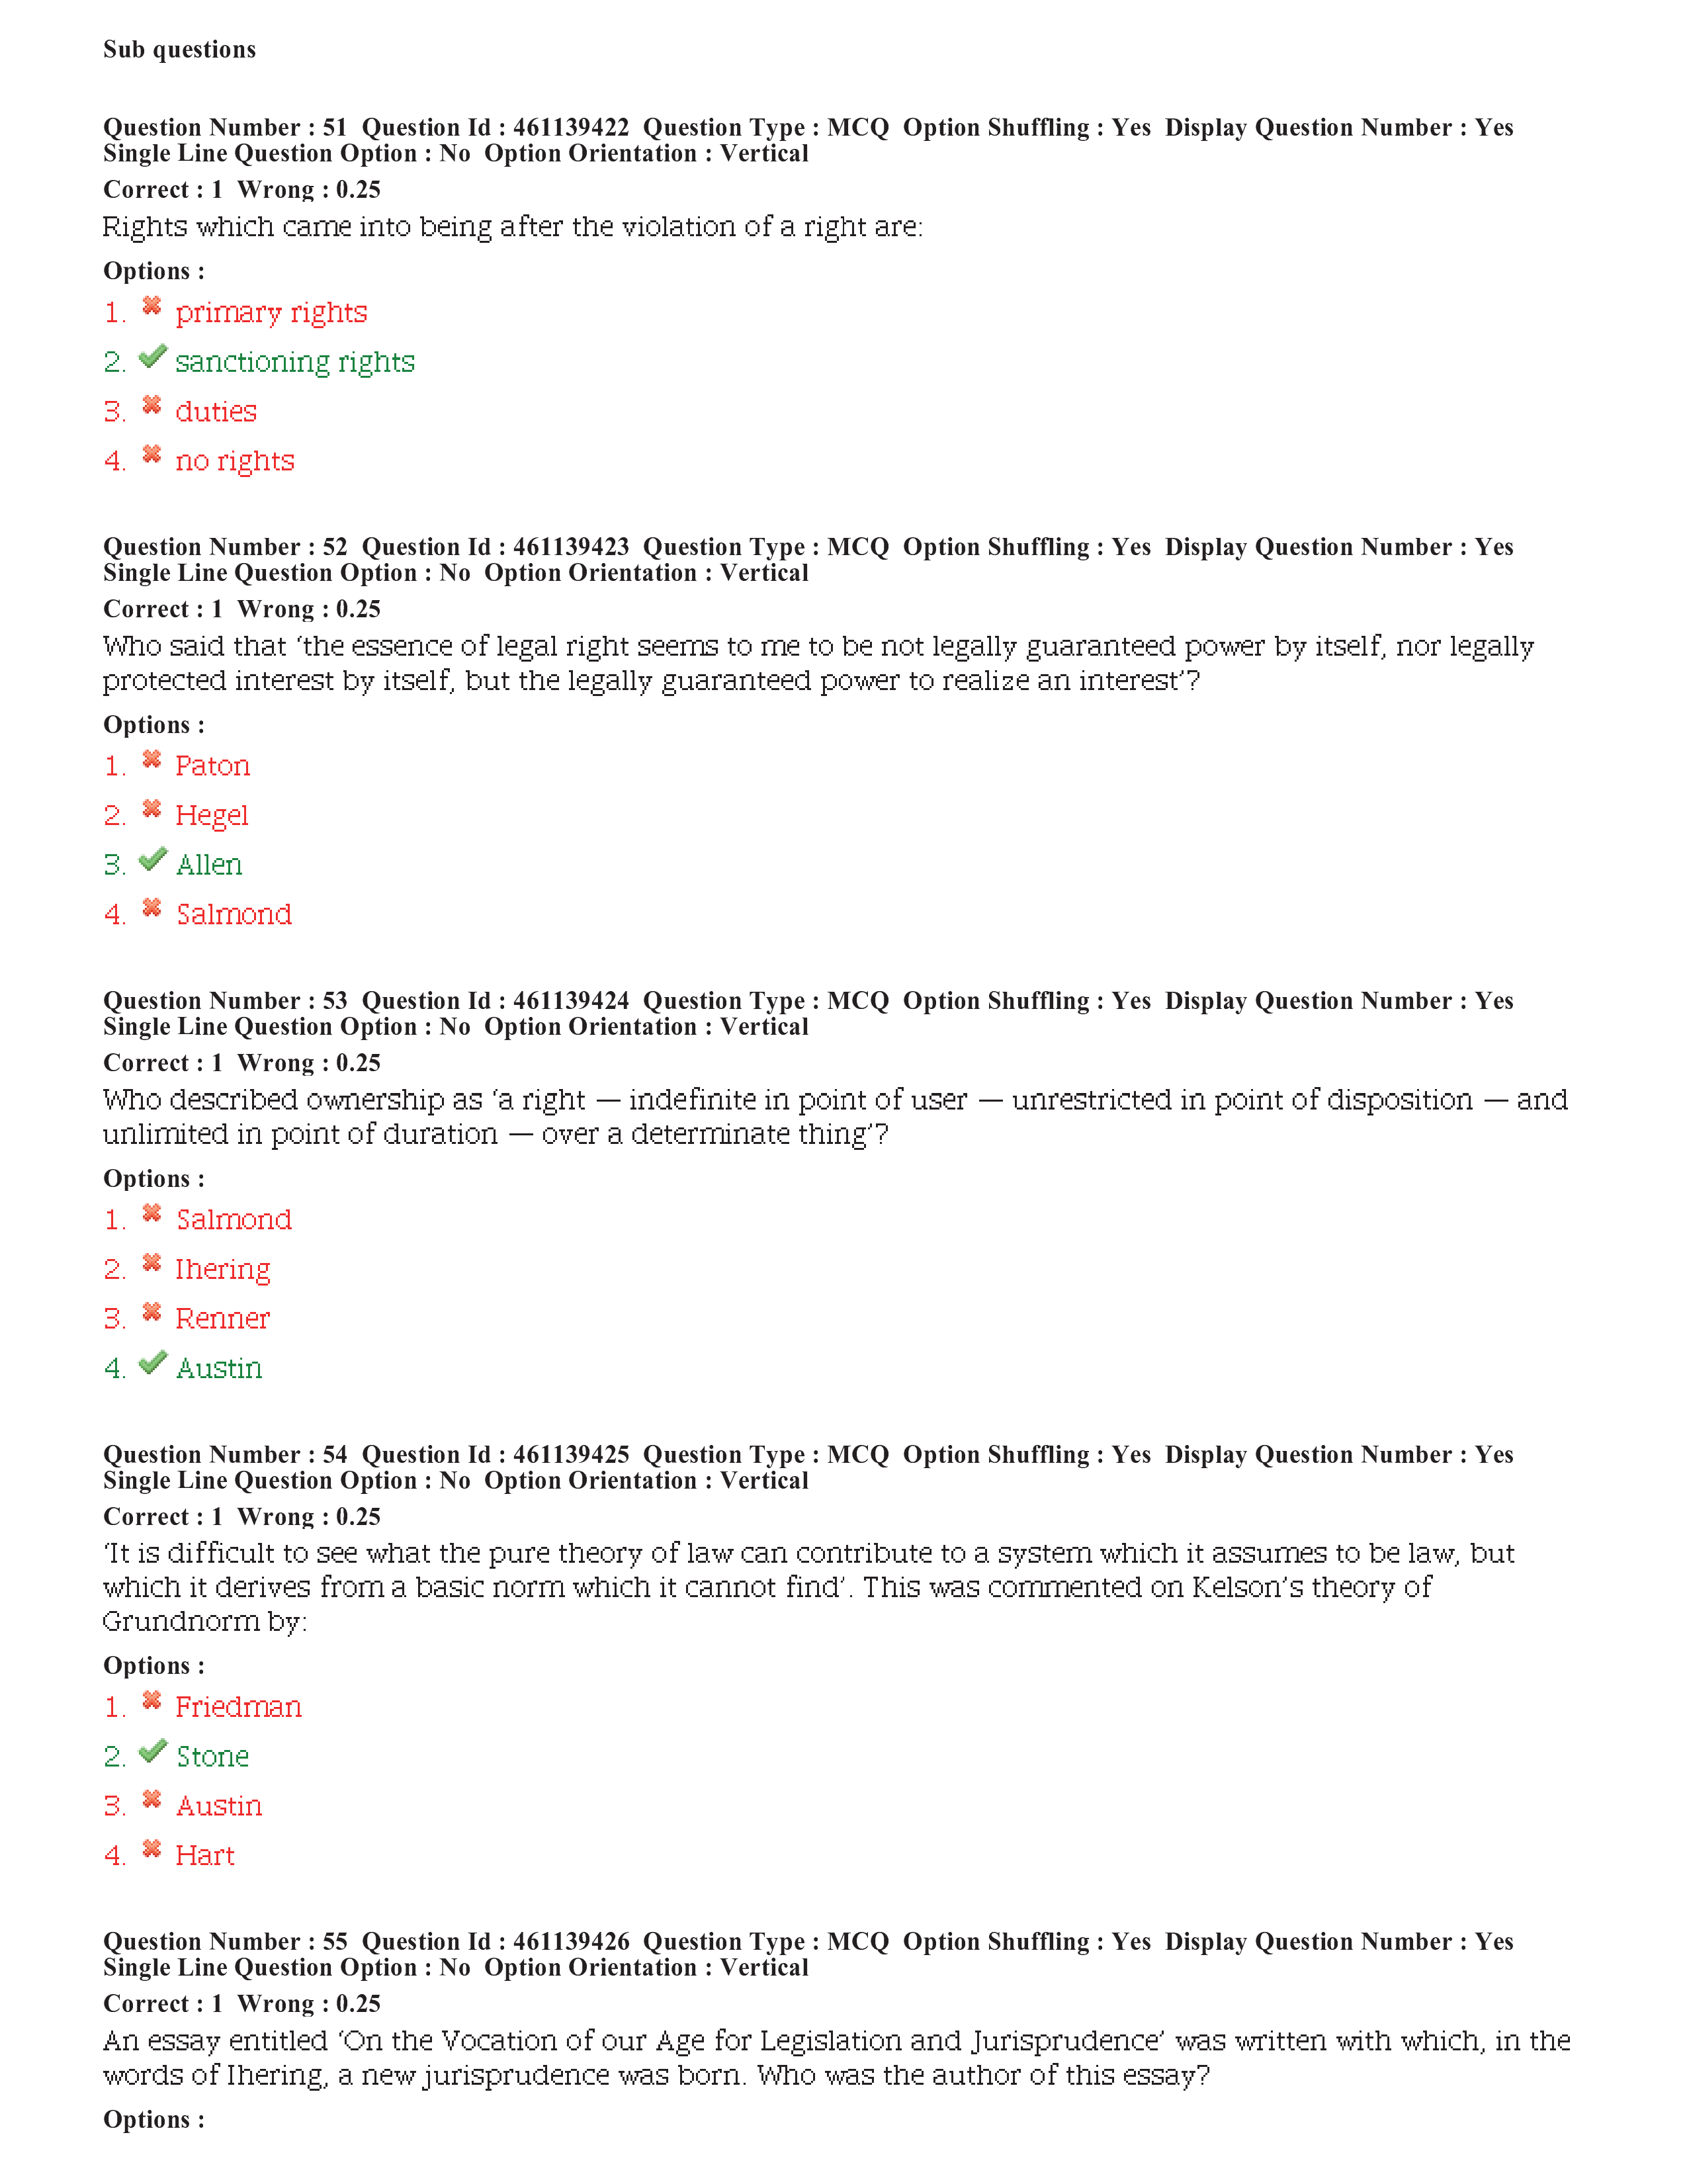 Sub questions
Question Number : 51 Question Id : 461139422 Question Type : MCQ Option Shuffling : Yes Display Question Number : Yes
Single Line Question Option : No Option Orientation : Vertical
Correct : 1 Wrong : 0.25
Rights which came into being after the violation of a right are:
Options :
1. primary rights
2. sanctioning rights
3. duties
4. no rights
Question Number : 52 Question Id : 461139423 Question Type : MCQ Option Shuffling : Yes Display Question Number : Yes
Single Line Question Option : No Option Orientation : Vertical
Correct : 1 Wrong : 0.25
Who said that ‘the essence of legal right seems to me to be not legally guaranteed power by itself, nor legally
protected interest by itself, but the legally guaranteed power to realize an interest’?
Options :
1. Paton
2. Hegel
3. Allen
4. Salmond
Question Number : 53 Question Id : 461139424 Question Type : MCQ Option Shuffling : Yes Display Question Number : Yes
Single Line Question Option : No Option Orientation : Vertical
Correct : 1 Wrong : 0.25
Who described ownership as ‘a right — indefinite in point of user — unrestricted in point of disposition — and
unlimited in point of duration — over a determinate thing’?
Options :
1. Salmond
2. Ihering
3. Renner
4. Austin
Question Number : 54 Question Id : 461139425 Question Type : MCQ Option Shuffling : Yes Display Question Number : Yes
Single Line Question Option : No Option Orientation : Vertical
Correct : 1 Wrong : 0.25
‘It is difficult to see what the pure theory of law can contribute to a system which it assumes to be law, but
which it derives from a basic norm which it cannot find’. This was commented on Kelson’s theory of
Grundnorm by:
Options :
1. Friedman
2. Stone
3. Austin
4. Hart
Question Number : 55 Question Id : 461139426 Question Type : MCQ Option Shuffling : Yes Display Question Number : Yes
Single Line Question Option : No Option Orientation : Vertical
Correct : 1 Wrong : 0.25
An essay entitled ‘On the Vocation of our Age for Legislation and Jurisprudence’ was written with which, in the
words of Ihering, a new jurisprudence was born. Who was the author of this essay?
Options :